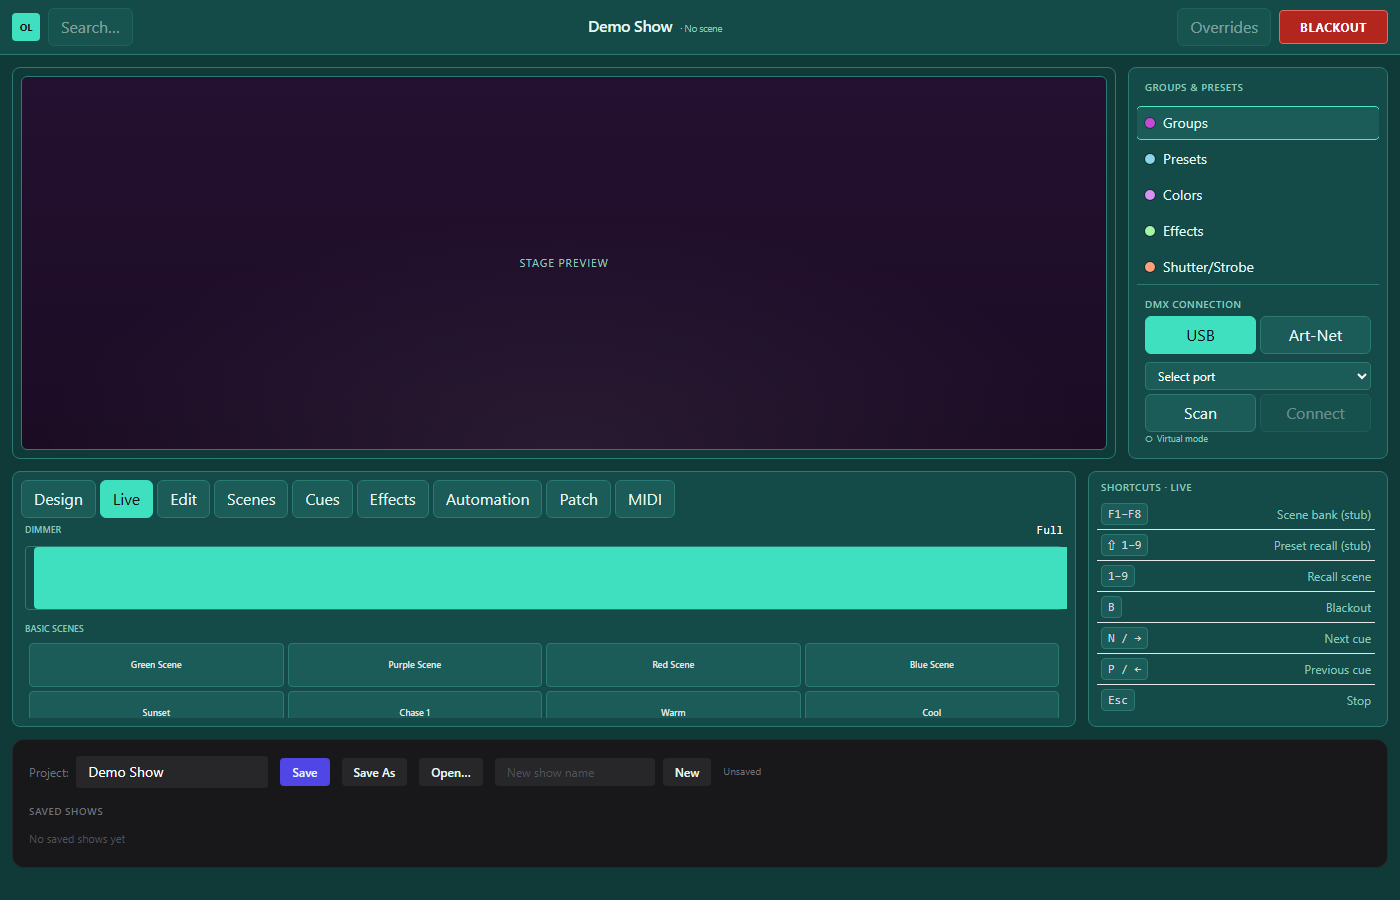 OL
Search...
Demo Show · No scene
Overrides
BLACKOUT
STAGE PREVIEW
GROUPS & PRESETS
Groups
Presets
Colors
Effects
Shutter/Strobe
DMX CONNECTION
USB
Art-Net
Select port
Scan
Connect
Virtual mode
Design
Live
Edit
Scenes
Cues
Effects
Automation
Patch
MIDI
DIMMER
Full
BASIC SCENES
Green Scene
Purple Scene
Red Scene
Blue Scene
Sunset
Chase 1
Warm
Cool
SHORTCUTS · LIVE
F1–F8 Scene bank (stub)
⇧ 1–9 Preset recall (stub)
1–9 Recall scene
B Blackout
N / → Next cue
P / ← Previous cue
Esc Stop
Project: Demo Show
Save
Save As
Open...
New show name
New
Unsaved
SAVED SHOWS
No saved shows yet